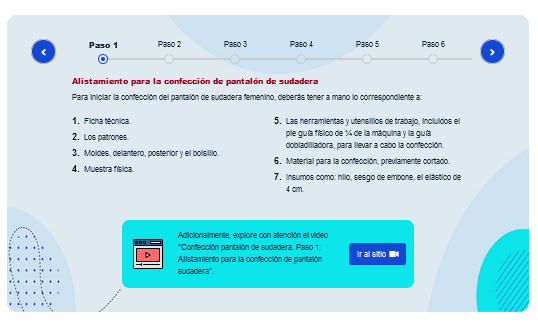 Paso 1
Paso 2
Paso 3
Paso 4
Paso 5
Paso 6
Alistamiento para la confección de pantalón de sudadera
Para iniciar la confección del pantalón de sudadera femenino, deberás tener a mano lo correspondiente a:
1. Ficha técnica.
2. Los patrones.
3. Moldes, delantero, posterior y el bolsillo.
4. Muestra física.
5. Las herramientas y utensilios de trabajo, incluidos el
pie guía físico de ¼ de la máquina y la guía
dobladilladora, para llevar a cabo la confección.
6. Material para la confección, previamente cortado.
7. Insumos como: hilo, sesgo de embone, el elástico de
4 cm.
Adicionalmente, explore con atención el video
"Confección pantalón de sudadera. Paso 1:
Alistamiento para la confección de pantalón
sudadera".
Ir al sitio